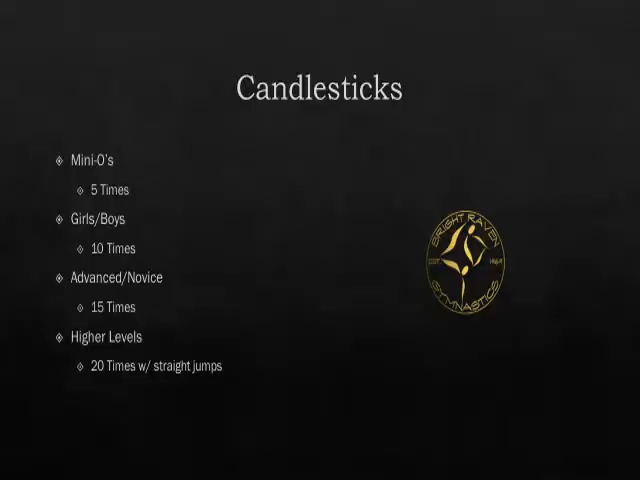 Candlesticks
Mini-O's
5 Times
Girls/Boys
10 Times
Advanced/Novice
15 Times
Higher Levels
20 Times w/ straight jumps
BRIGHT RAVEN
GYMNASTICS